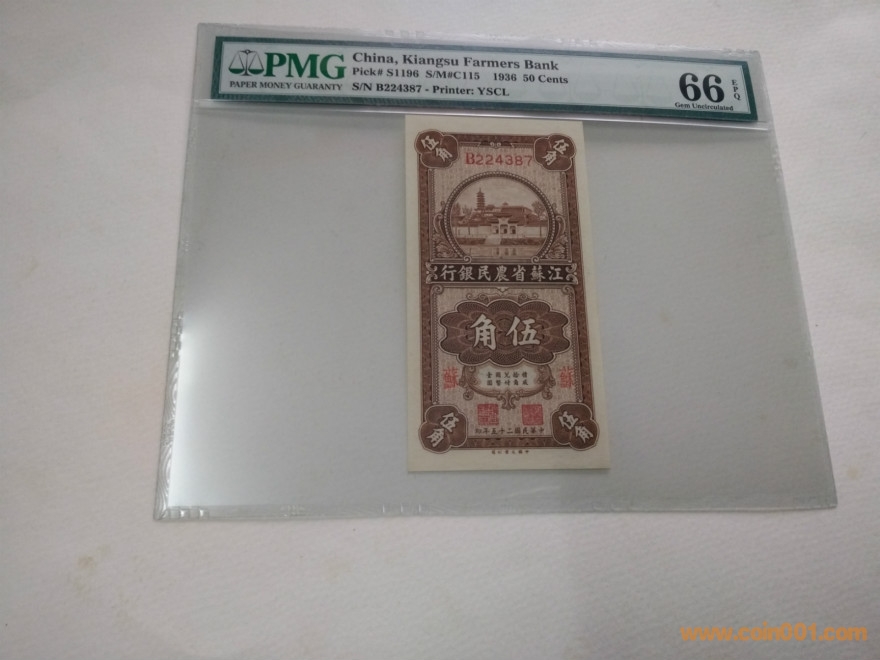 PMG
PAPER MONEY GUARANTY
China, Kiangsu Farmers Bank
Pick# S1196 S/M#C115 1936 50 Cents
S/N B224387 - Printer: YSCL
66 EPQ
Gem Uncirculated
伍角 伍角
B224387
行銀民農省蘇江
角伍
蘇 蘇
伍角 伍角
印年五十二國民華中
www.coin001.com